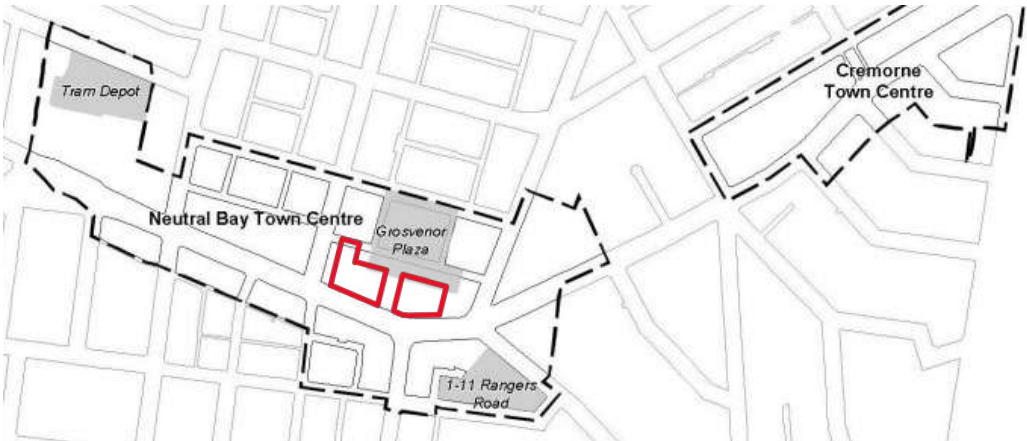 Tram Depot
Cremorne
Town Centre
Neutral Bay Town Centre
Grosvenor
Plaza
1-11 Rangers
Road